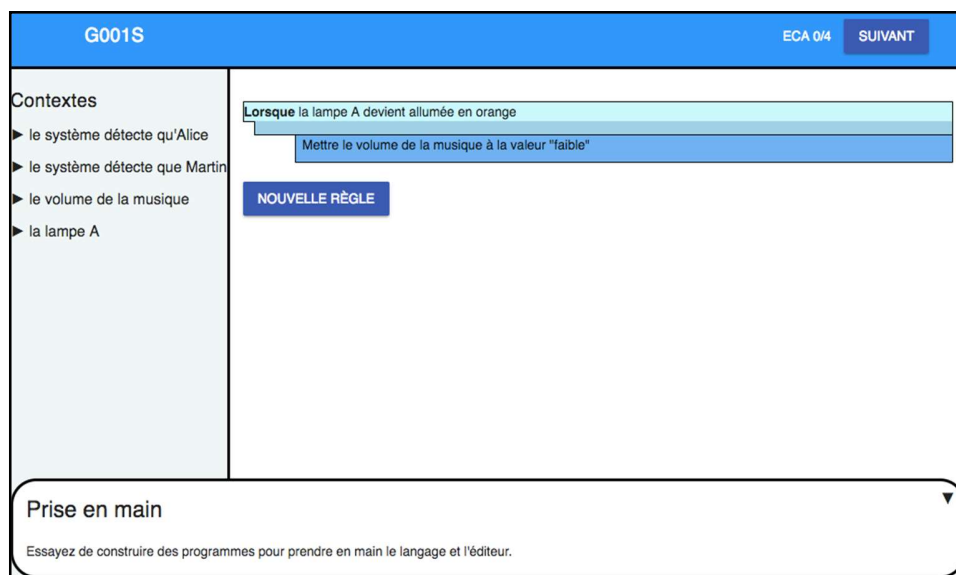 G001S
ECA 0/4
SUIVANT
Contextes
► le système détecte qu'Alice
► le système détecte que Martin
► le volume de la musique
► la lampe A
Lorsque la lampe A devient allumée en orange
Mettre le volume de la musique à la valeur "faible"
NOUVELLE RÈGLE
Prise en main
▼
Essayez de construire des programmes pour prendre en main le langage et l'éditeur.